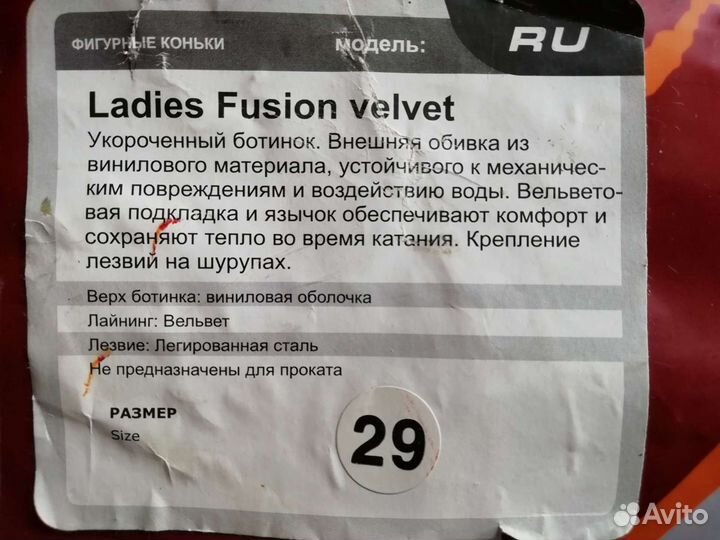 ФИГУРНЫЕ КОНЬКИ модель: RU
Ladies Fusion velvet
Укороченный ботинок. Внешняя обивка из
винилового материала, устойчивого к механичес-
ким повреждениям и воздействию воды. Вельвето-
вая подкладка и язычок обеспечивают комфорт и
сохраняют тепло во время катания. Крепление
лезвий на шурупах.
Верх ботинка: виниловая оболочка
Лайнинг: Вельвет
Лезвие: Легированная сталь
Не предназначены для проката
РАЗМЕР
Size
29
Avito